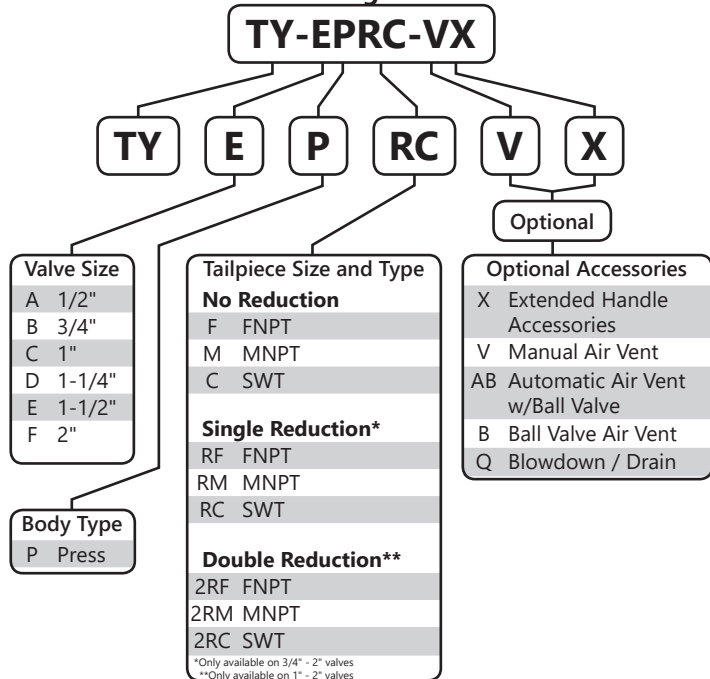 TY-EPRC-VX
TY E P RC V X
Optional
Valve Size
A 1/2"
B 3/4"
C 1"
D 1-1/4"
E 1-1/2"
F 2"
Body Type
P Press
Tailpiece Size and Type
No Reduction
F FNPT
M MNPT
C SWT
Single Reduction*
RF FNPT
RM MNPT
RC SWT
Double Reduction**
2RF FNPT
2RM MNPT
2RC SWT
*Only available on 3/4" - 2" valves
**Only available on 1" - 2" valves
Optional Accessories
X Extended Handle
Accessories
V Manual Air Vent
AB Automatic Air Vent
w/Ball Valve
B Ball Valve Air Vent
Q Blowdown / Drain